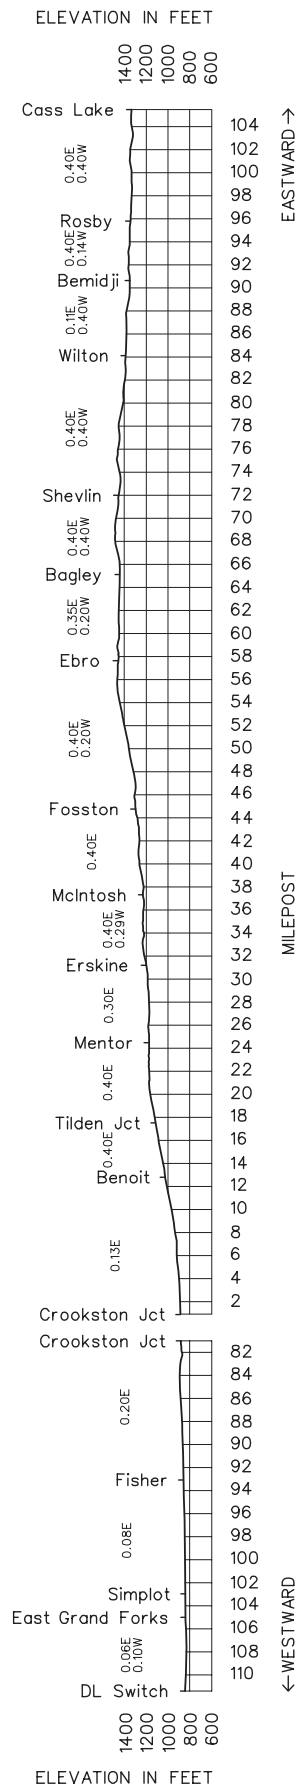 ELEVATION IN FEET
1400 1200 1000 800 600
Cass Lake
EASTWARD →
104
102
0.40E
0.40W
100
98
Rosby
96
0.40E
0.14W
94
92
Bemidji
90
88
0.11E
0.40W
86
Wilton
84
82
80
0.40E
0.40W
78
76
74
Shevlin
72
70
0.40E
0.40W
68
66
Bagley
64
62
0.35E
0.20W
60
58
Ebro
56
54
52
0.40E
0.20W
50
48
46
Fosston
44
42
0.40E
40
38
McIntosh
36
MILEPOST
0.40E
0.29W
34
32
Erskine
30
0.30E
28
26
Mentor
24
22
0.40E
20
18
Tilden Jct
16
0.40E
14
Benoit
12
10
8
0.13E
6
4
2
Crookston Jct
Crookston Jct
82
84
0.20E
86
88
90
92
Fisher
94
96
0.08E
98
100
102
Simplot
104
← WESTWARD
East Grand Forks
106
0.06E
0.10W
108
110
DL Switch
1400 1200 1000 800 600
ELEVATION IN FEET